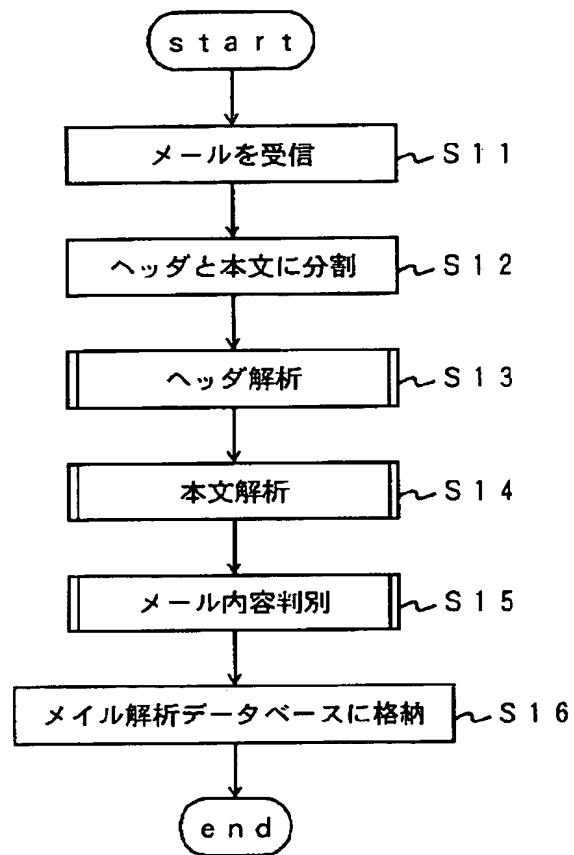 start
メールを受信 S11
ヘッダと本文に分割 S12
ヘッダ解析 S13
本文解析 S14
メール内容判別 S15
メイル解析データベースに格納 S16
end